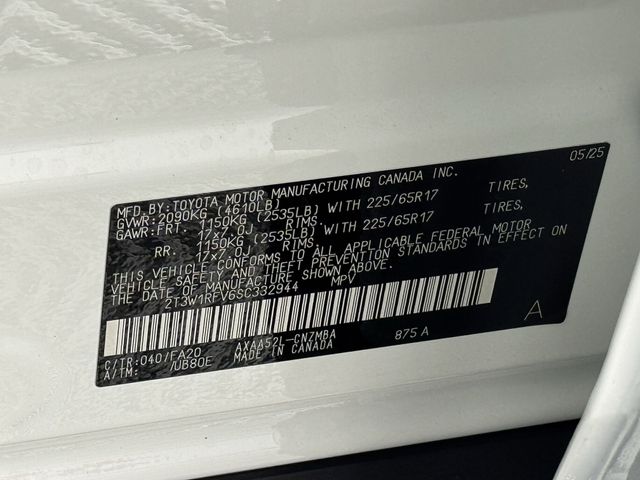 05/25
MFD. BY: TOYOTA MOTOR MANUFACTURING CANADA INC.
GVWR: 2090KG (4610LB)
GAWR: FRT. 1150KG (2535LB) WITH 225/65R17 TIRES,
17x7.0J RIMS.
RR. 1150KG (2535LB) WITH 225/65R17 TIRES,
17x7.0J RIMS.
THIS VEHICLE CONFORMS TO ALL APPLICABLE FEDERAL MOTOR
VEHICLE SAFETY AND THEFT PREVENTION STANDARDS IN EFFECT ON
THE DATE OF MANUFACTURE SHOWN ABOVE.
2T3W1RFV6SC332944 MPV
A
C/TR: 040/FA20 AXAA52L-CNZMBA 875 A
A/TM: /UB80E MADE IN CANADA